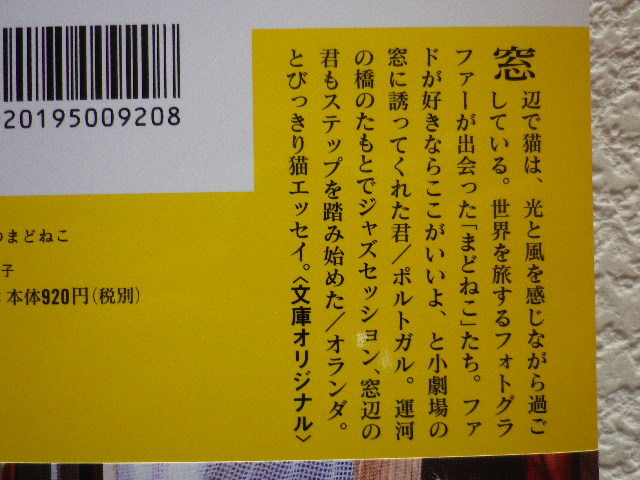 20195009208
のまどねこ
子
本体920円(税別)
窓辺で猫は、光と風を感じながら過ご
している。世界を旅するフォトグラ
ファーが出会った「まどねこ」たち。ファ
ドが好きならここがいいよ、と小劇場の
窓に誘ってくれた君/ポルトガル。運河
の橋のたもとでジャズセッション、窓辺の
君もステップを踏み始めた/オランダ。
とびっきり猫エッセイ。〈文庫オリジナル〉